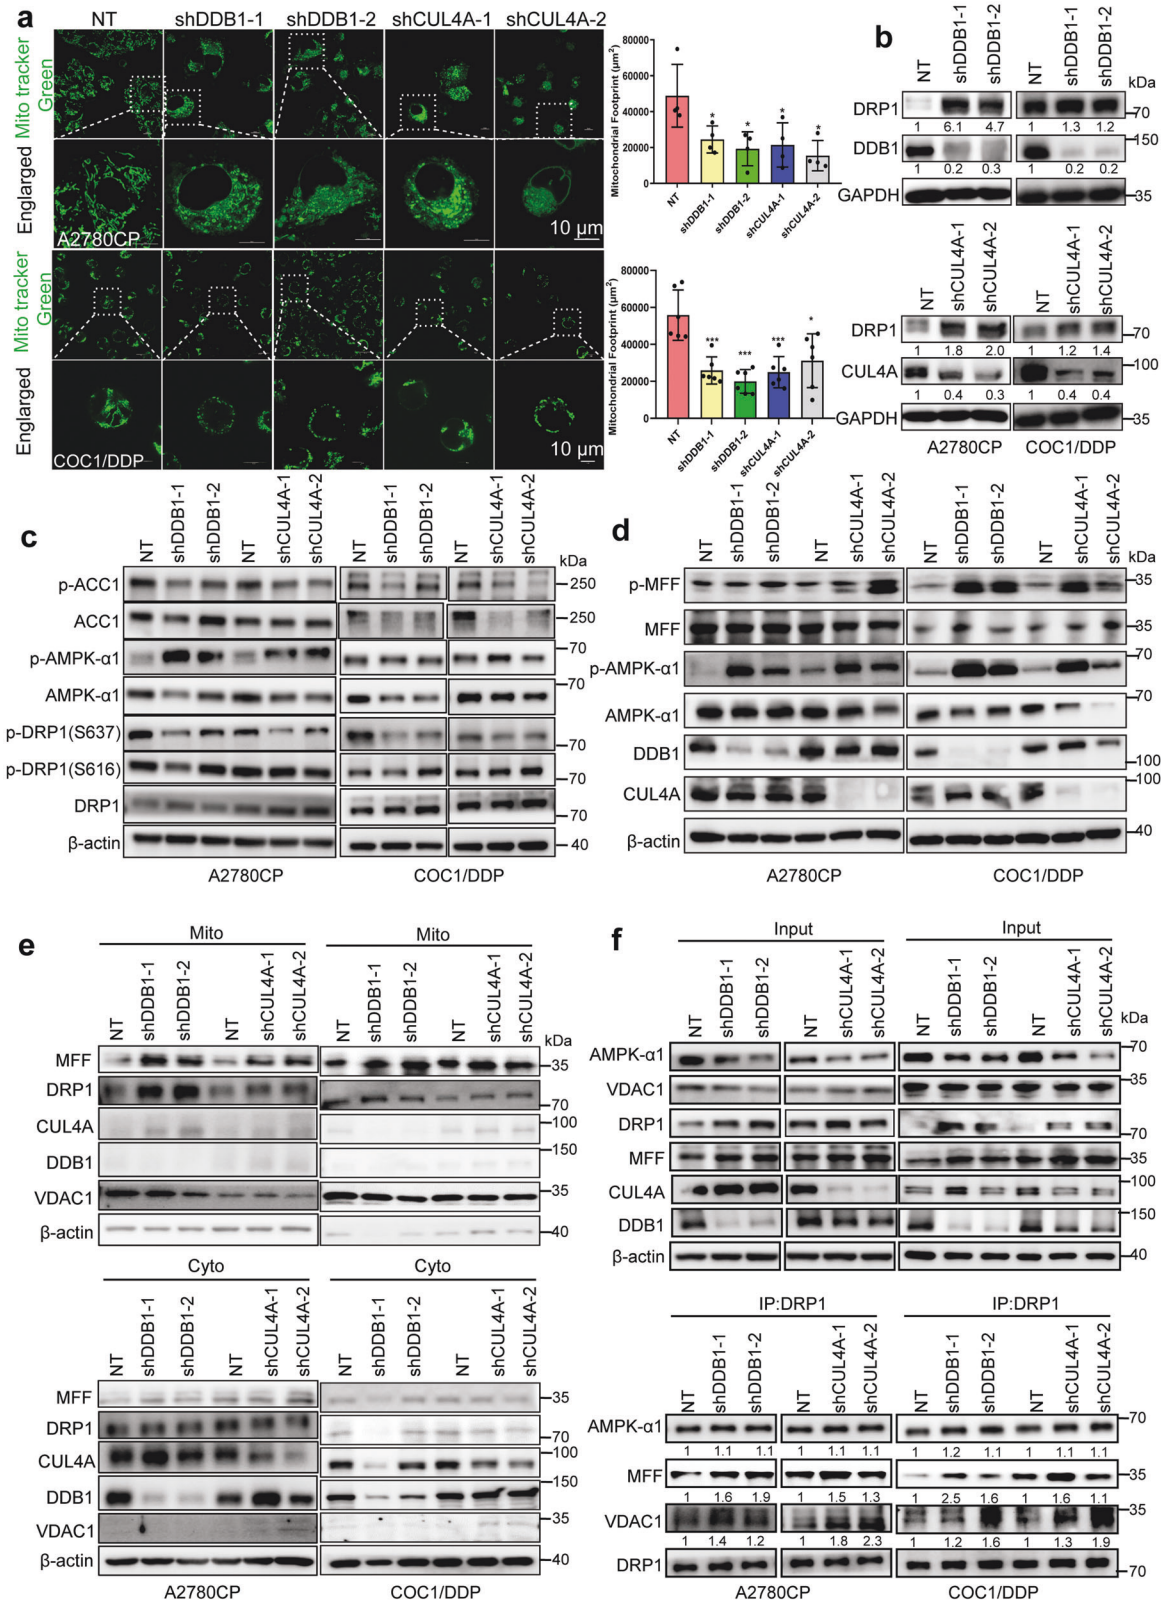 a
NT shDDB1-1 shDDB1-2 shCUL4A-1 shCUL4A-2
Mito tracker Green
Englarged
A2780CP
10 µm
Mito tracker Green
Englarged
COC1/DDP
10 µm
Mitochondrial Footprint (µm²)
80000
60000
40000
20000
0
* * * *
NT shDDB1-1 shDDB1-2 shCUL4A-1 shCUL4A-2
Mitochondrial Footprint (µm²)
80000
60000
40000
20000
0
*** *** *** *
NT shDDB1-1 shDDB1-2 shCUL4A-1 shCUL4A-2
b
NT shDDB1-1 shDDB1-2 NT shDDB1-1 shDDB1-2
kDa
DRP1 70
1 6.1 4.7 1 1.3 1.2
DDB1 150
1 0.2 0.3 1 0.2 0.2
GAPDH 35
NT shCUL4A-1 shCUL4A-2 NT shCUL4A-1 shCUL4A-2
DRP1 70
1 1.8 2.0 1 1.2 1.4
CUL4A 100
1 0.4 0.3 1 0.4 0.4
GAPDH 35
A2780CP COC1/DDP
c
NT shDDB1-1 shDDB1-2 NT shCUL4A-1 shCUL4A-2 NT shDDB1-1 shDDB1-2 NT shCUL4A-1 shCUL4A-2
kDa
p-ACC1 250
ACC1 250
p-AMPK-α1 70
AMPK-α1 70
p-DRP1(S637) 70
p-DRP1(S616) 70
DRP1 70
β-actin 40
A2780CP COC1/DDP
d
NT shDDB1-1 shDDB1-2 NT shCUL4A-1 shCUL4A-2 NT shDDB1-1 shDDB1-2 NT shCUL4A-1 shCUL4A-2
kDa
p-MFF 35
MFF 35
p-AMPK-α1 70
AMPK-α1 70
DDB1 100
CUL4A 100
β-actin 40
A2780CP COC1/DDP
e
Mito Mito
NT shDDB1-1 shDDB1-2 NT shCUL4A-1 shCUL4A-2 NT shDDB1-1 shDDB1-2 NT shCUL4A-1 shCUL4A-2
kDa
MFF 35
DRP1 70
CUL4A 100
DDB1 150
VDAC1 35
β-actin 40
Cyto Cyto
NT shDDB1-1 shDDB1-2 NT shCUL4A-1 shCUL4A-2 NT shDDB1-1 shDDB1-2 NT shCUL4A-1 shCUL4A-2
MFF 35
DRP1 70
CUL4A 100
DDB1 150
VDAC1 35
β-actin 40
A2780CP COC1/DDP
f
Input Input
NT shDDB1-1 shDDB1-2 NT shCUL4A-1 shCUL4A-2 NT shDDB1-1 shDDB1-2 NT shCUL4A-1 shCUL4A-2
kDa
AMPK-α1 70
VDAC1 35
DRP1 70
MFF 35
CUL4A 100
DDB1 150
β-actin 40
IP:DRP1 IP:DRP1
NT shDDB1-1 shDDB1-2 NT shCUL4A-1 shCUL4A-2 NT shDDB1-1 shDDB1-2 NT shCUL4A-1 shCUL4A-2
AMPK-α1 70
1 1.1 1.1 1 1.1 1.1 1 1.2 1.1 1 1.1 1.1
MFF 35
1 1.6 1.9 1 1.5 1.3 1 2.5 1.6 1 1.6 1.1
VDAC1 35
1 1.4 1.2 1 1.8 2.3 1 1.2 1.6 1 1.3 1.9
DRP1 70
A2780CP COC1/DDP